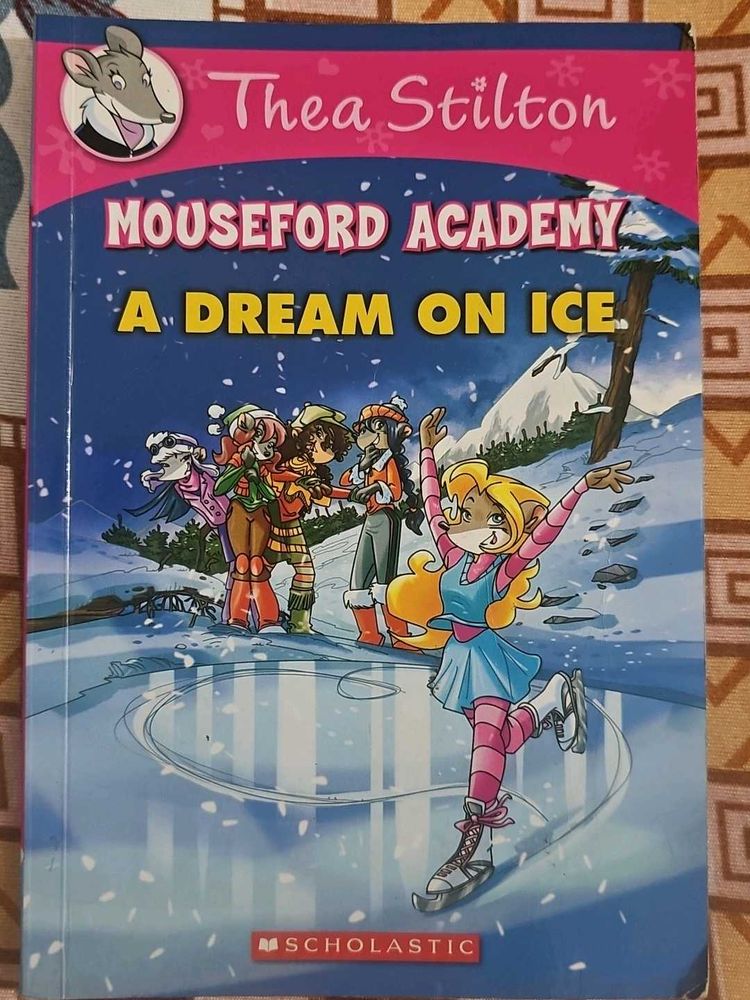 Thea Stilton
MOUSEFORD ACADEMY
A DREAM ON ICE
SCHOLASTIC